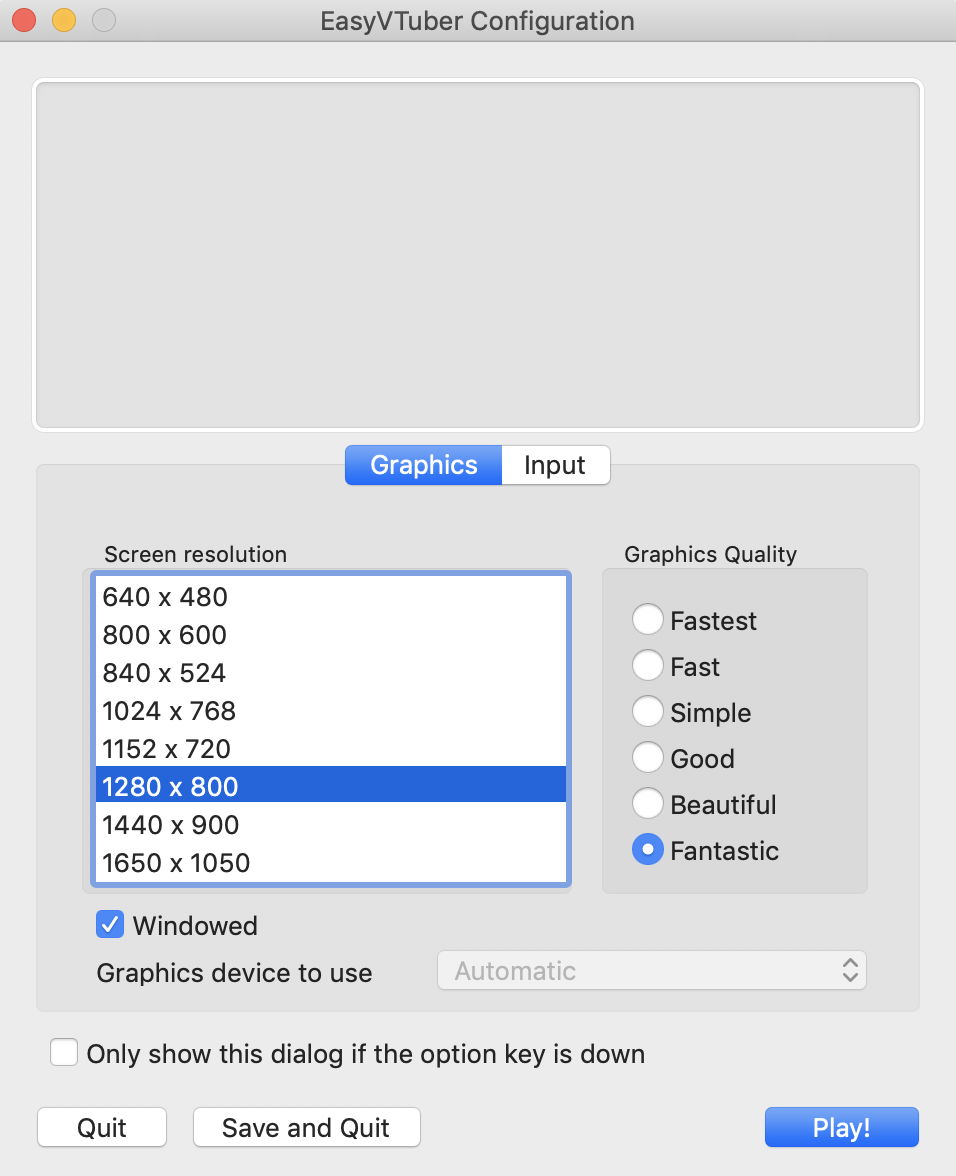 EasyVTuber Configuration
Graphics Input
Screen resolution
640 x 480
800 x 600
840 x 524
1024 x 768
1152 x 720
1280 x 800
1440 x 900
1650 x 1050
Graphics Quality
Fastest
Fast
Simple
Good
Beautiful
Fantastic
Windowed
Graphics device to use Automatic
Only show this dialog if the option key is down
Quit Save and Quit Play!